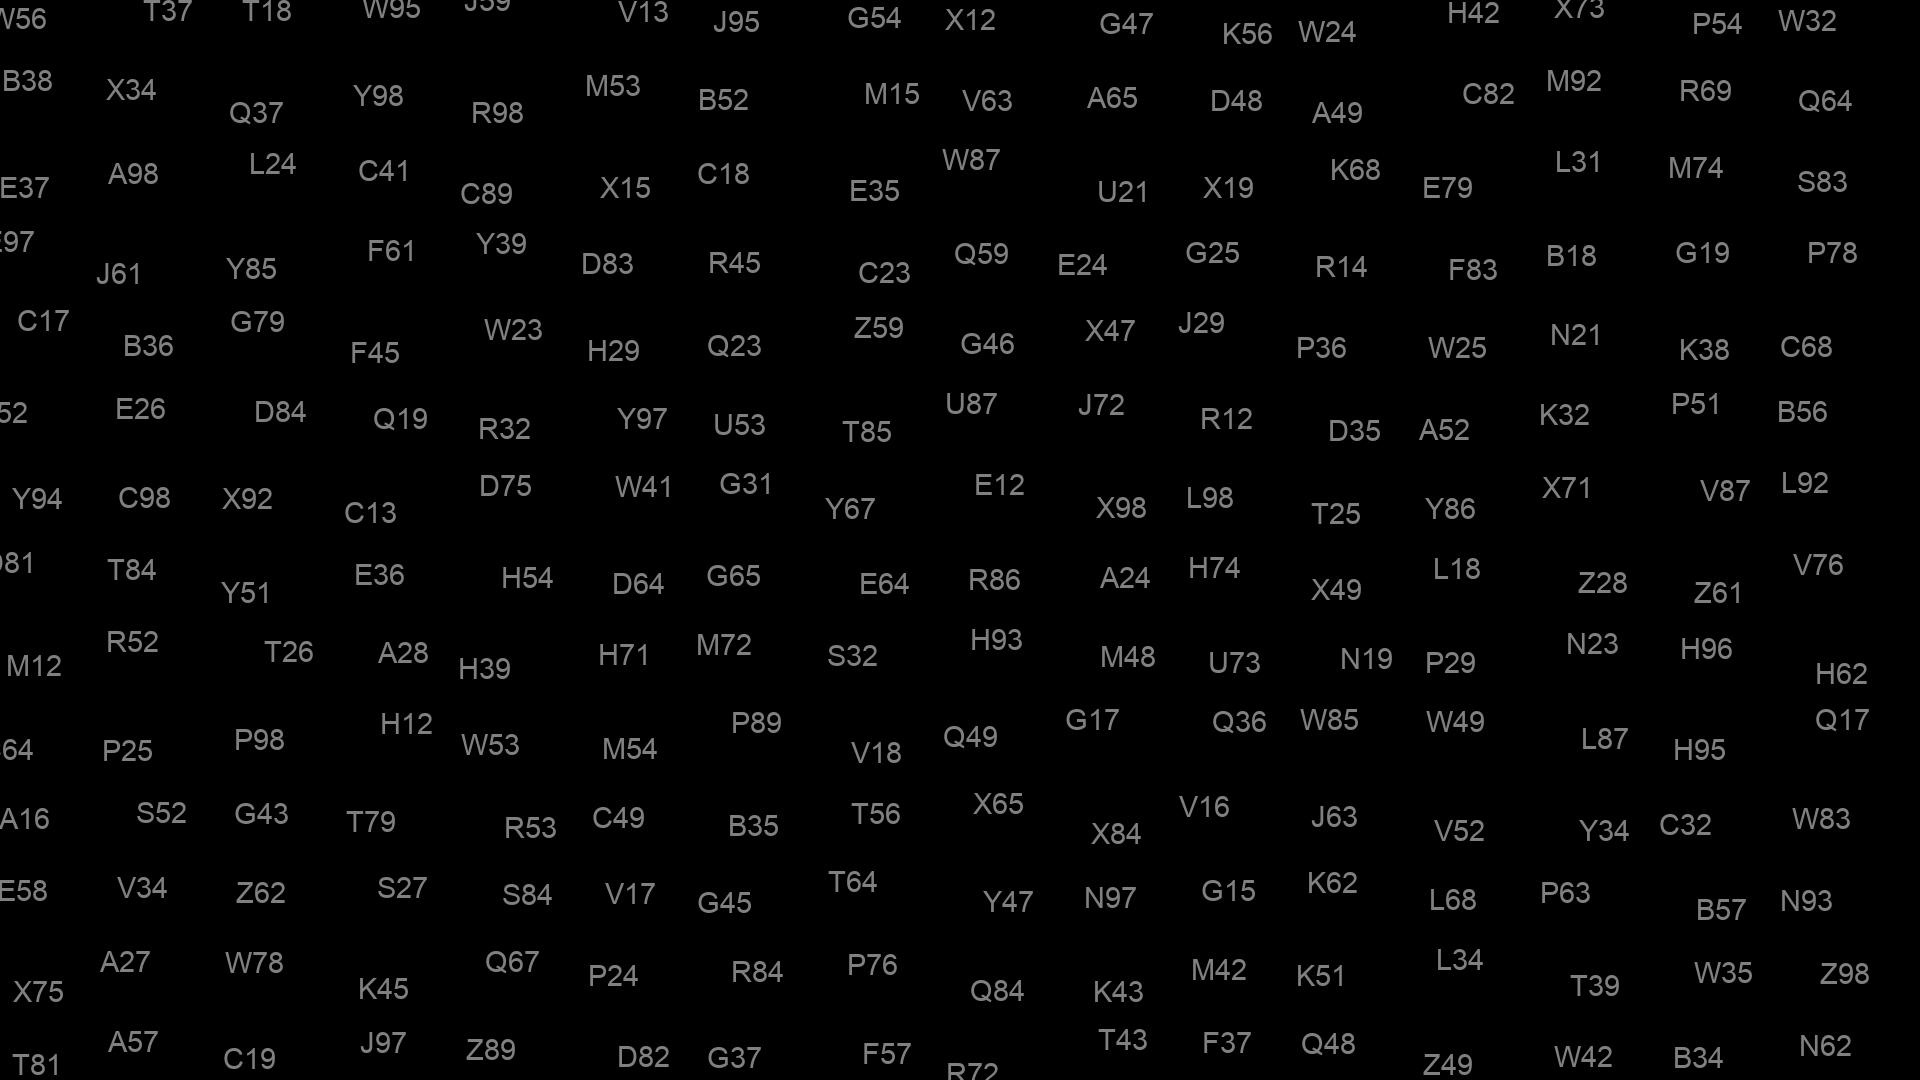 W56 T37 T18 W95 J59 V13 J95 G54 X12 G47 K56 W24 H42 X73 P54 W32
B38 X34 Q37 Y98 R98 M53 B52 M15 V63 A65 D48 A49 C82 M92 R69 Q64
E37 A98 L24 C41 C89 X15 C18 E35 W87 U21 X19 K68 E79 L31 M74 S83
E97 J61 Y85 F61 Y39 D83 R45 C23 Q59 E24 G25 R14 F83 B18 G19 P78
C17 B36 G79 F45 W23 H29 Q23 Z59 G46 X47 J29 P36 W25 N21 K38 C68
52 E26 D84 Q19 R32 Y97 U53 T85 U87 J72 R12 D35 A52 K32 P51 B56
Y94 C98 X92 C13 D75 W41 G31 Y67 E12 X98 L98 T25 Y86 X71 V87 L92
81 T84 Y51 E36 H54 D64 G65 E64 R86 A24 H74 X49 L18 Z28 Z61 V76
M12 R52 T26 A28 H39 H71 M72 S32 H93 M48 U73 N19 P29 N23 H96 H62
64 P25 P98 H12 W53 M54 P89 V18 Q49 G17 Q36 W85 W49 L87 H95 Q17
A16 S52 G43 T79 R53 C49 B35 T56 X65 X84 V16 J63 V52 Y34 C32 W83
E58 V34 Z62 S27 S84 V17 G45 T64 Y47 N97 G15 K62 L68 P63 B57 N93
X75 A27 W78 K45 Q67 P24 R84 P76 Q84 K43 M42 K51 L34 T39 W35 Z98
T81 A57 C19 J97 Z89 D82 G37 F57 R72 T43 F37 Q48 Z49 W42 B34 N62